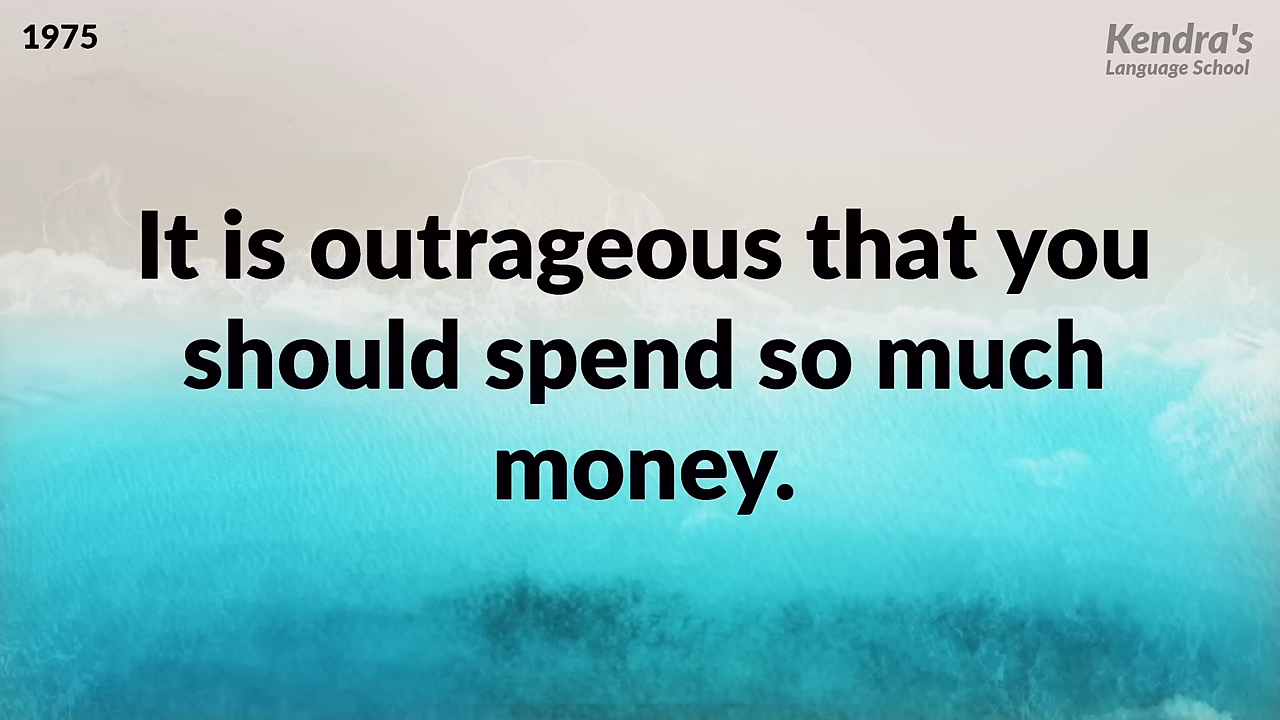 1975
Kendra's
Language School
It is outrageous that you
should spend so much
money.